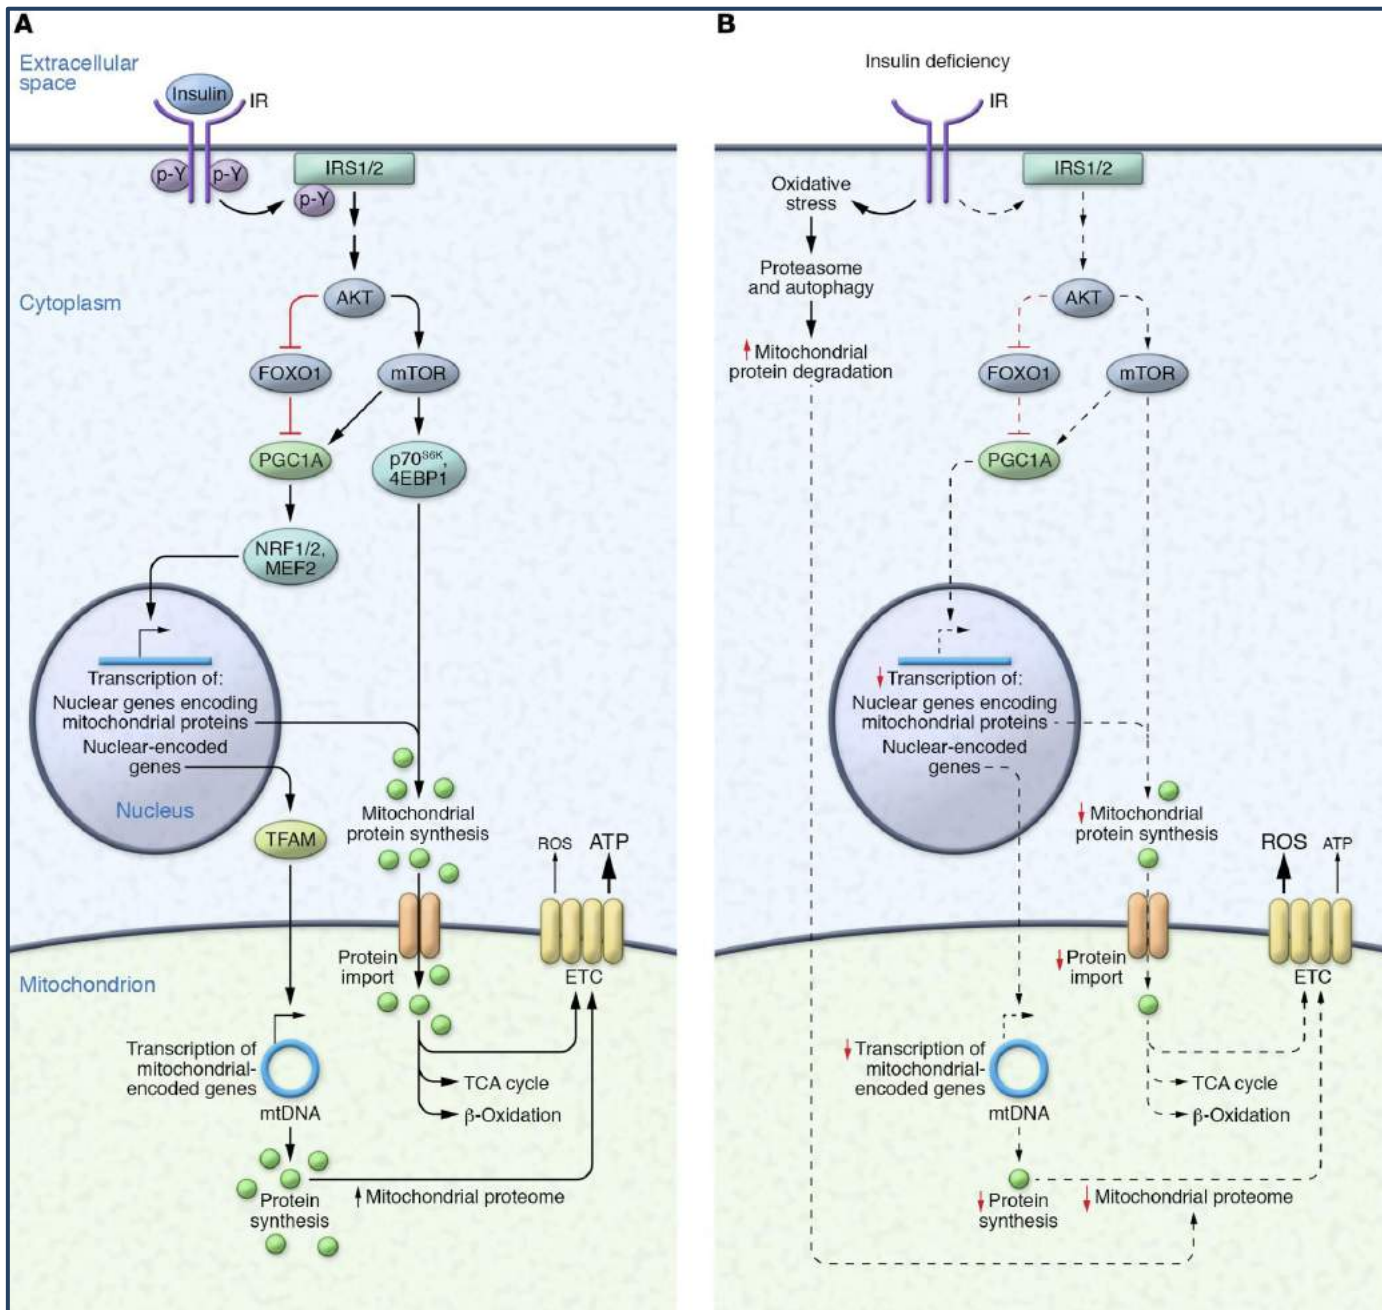 A
Extracellular
space
Insulin
IR
p-Y
p-Y
IRS1/2
p-Y
Cytoplasm
AKT
FOXO1
mTOR
PGC1A
p70S6K,
4EBP1
NRF1/2,
MEF2
Transcription of:
Nuclear genes encoding
mitochondrial proteins
Nuclear-encoded
genes
Nucleus
TFAM
Mitochondrial
protein synthesis
ROS
ATP
Protein
import
ETC
Mitochondrion
Transcription of
mitochondrial-
encoded genes
mtDNA
TCA cycle
β-Oxidation
Protein
synthesis
Mitochondrial proteome
B
Insulin deficiency
IR
IRS1/2
Oxidative
stress
Proteasome
and autophagy
Mitochondrial
protein degradation
AKT
FOXO1
mTOR
PGC1A
Transcription of:
Nuclear genes encoding
mitochondrial proteins
Nuclear-encoded
genes
Mitochondrial
protein synthesis
ROS
ATP
Protein
import
ETC
Transcription of
mitochondrial-
encoded genes
mtDNA
TCA cycle
β-Oxidation
Protein
synthesis
Mitochondrial proteome